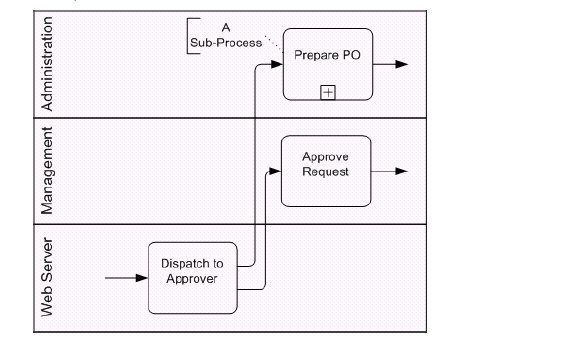 Administration
A
Sub-Process
Prepare PO
Management
Approve
Request
Web Server
Dispatch to
Approver